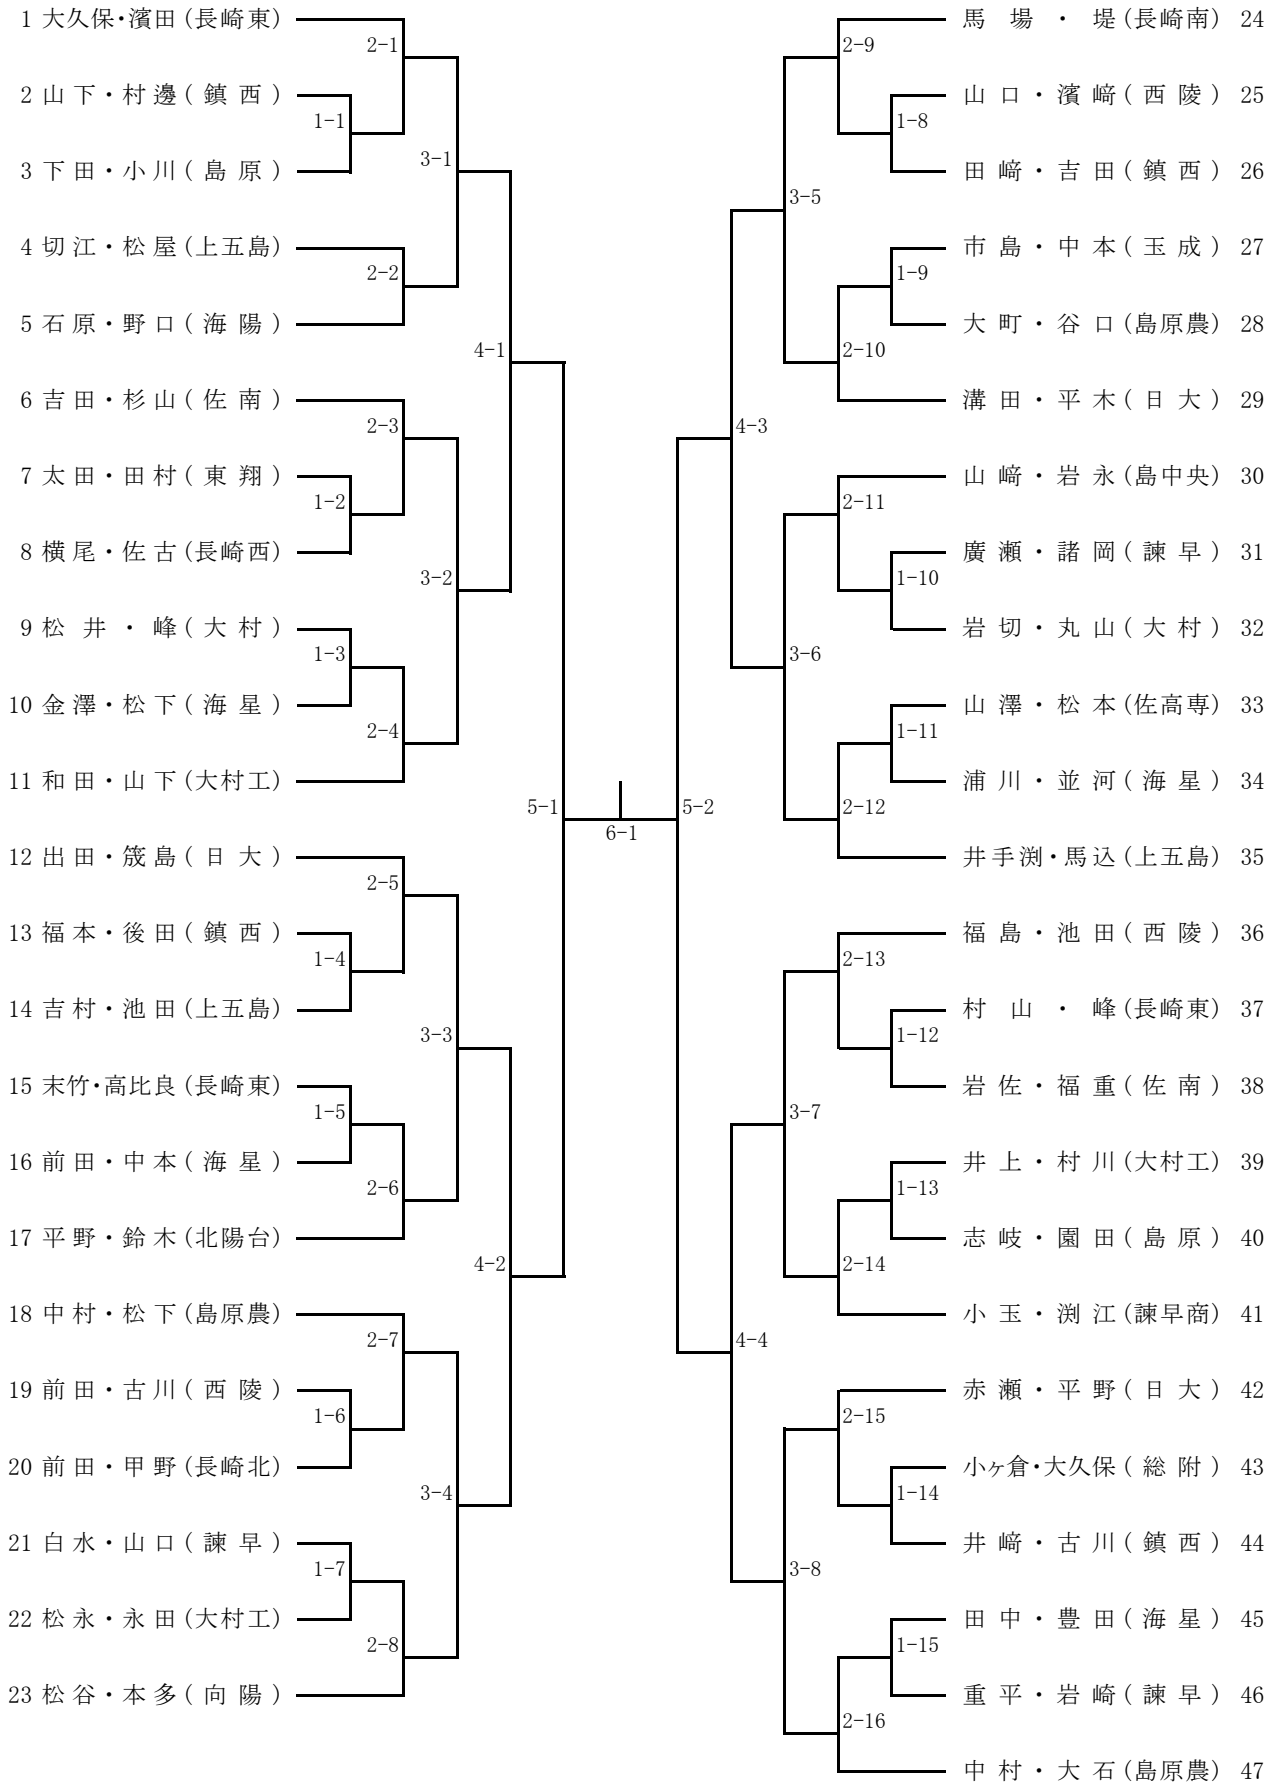 1 大久保・濱田(長崎東)
2-1
2 山下・村邊(鎮西)
1-1
3 下田・小川(島原)
3-1
4 切江・松屋(上五島)
2-2
5 石原・野口(海陽)
4-1
6 吉田・杉山(佐南)
2-3
7 太田・田村(東翔)
1-2
8 横尾・佐古(長崎西)
3-2
9 松井・峰(大村)
1-3
10 金澤・松下(海星)
2-4
11 和田・山下(大村工)
5-1
12 出田・筬島(日大)
2-5
13 福本・後田(鎮西)
1-4
14 吉村・池田(上五島)
3-3
15 末竹・高比良(長崎東)
1-5
16 前田・中本(海星)
2-6
17 平野・鈴木(北陽台)
4-2
18 中村・松下(島原農)
2-7
19 前田・古川(西陵)
1-6
20 前田・甲野(長崎北)
3-4
21 白水・山口(諫早)
1-7
22 松永・永田(大村工)
2-8
23 松谷・本多(向陽)
6-1
馬場・堤(長崎南) 24
2-9
山口・濱﨑(西陵) 25
1-8
田﨑・吉田(鎮西) 26
3-5
市島・中本(玉成) 27
1-9
大町・谷口(島原農) 28
2-10
溝田・平木(日大) 29
4-3
山﨑・岩永(島中央) 30
2-11
廣瀬・諸岡(諫早) 31
1-10
岩切・丸山(大村) 32
3-6
山澤・松本(佐高専) 33
1-11
浦川・並河(海星) 34
2-12
井手渕・馬込(上五島) 35
5-2
福島・池田(西陵) 36
2-13
村山・峰(長崎東) 37
1-12
岩佐・福重(佐南) 38
3-7
井上・村川(大村工) 39
1-13
志岐・園田(島原) 40
2-14
小玉・渕江(諫早商) 41
4-4
赤瀬・平野(日大) 42
2-15
小ヶ倉・大久保(総附) 43
1-14
井﨑・古川(鎮西) 44
3-8
田中・豊田(海星) 45
1-15
重平・岩崎(諫早) 46
2-16
中村・大石(島原農) 47